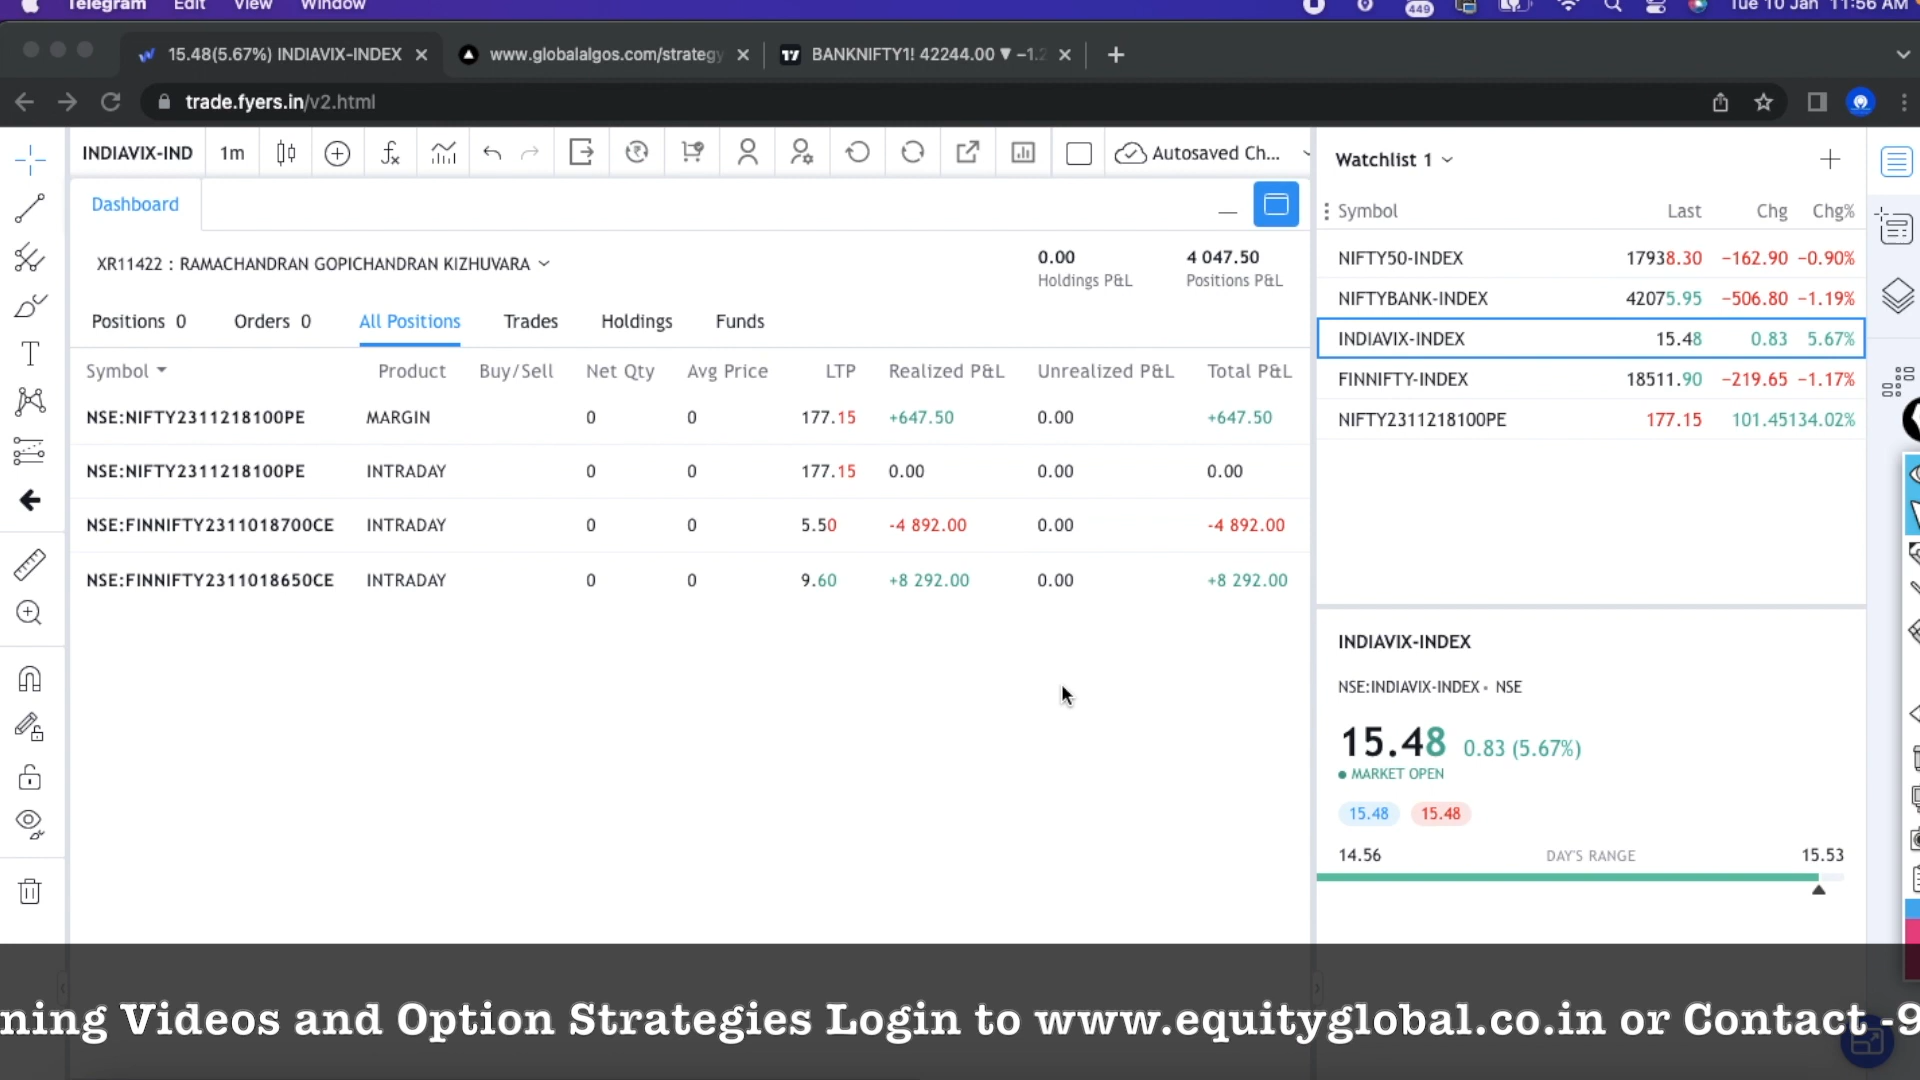 Telegram Edit View Window 449 Tue 10 Jan 11:56 AM
15.48(5.67%) INDIAVIX-INDEX www.globalalgos.com/strategy BANKNIFTY1! 42244.00 ▼ −1.2
trade.fyers.in/v2.html
INDIAVIX-IND 1m Autosaved Ch...
Dashboard
XR11422 : RAMACHANDRAN GOPICHANDRAN KIZHUVARA
0.00 4 047.50
Holdings P&L Positions P&L
Positions 0 Orders 0 All Positions Trades Holdings Funds
Symbol Product Buy/Sell Net Qty Avg Price LTP Realized P&L Unrealized P&L Total P&L
NSE:NIFTY2311218100PE MARGIN 0 0 177.15 +647.50 0.00 +647.50
NSE:NIFTY2311218100PE INTRADAY 0 0 177.15 0.00 0.00 0.00
NSE:FINNIFTY2311018700CE INTRADAY 0 0 5.50 -4 892.00 0.00 -4 892.00
NSE:FINNIFTY2311018650CE INTRADAY 0 0 9.60 +8 292.00 0.00 +8 292.00
Watchlist 1
Symbol Last Chg Chg%
NIFTY50-INDEX 17938.30 −162.90 −0.90%
NIFTYBANK-INDEX 42075.95 −506.80 −1.19%
INDIAVIX-INDEX 15.48 0.83 5.67%
FINNIFTY-INDEX 18511.90 −219.65 −1.17%
NIFTY2311218100PE 177.15 101.45134.02%
INDIAVIX-INDEX
NSE:INDIAVIX-INDEX • NSE
15.48 0.83 (5.67%)
MARKET OPEN
15.48 15.48
14.56 DAY'S RANGE 15.53
ning Videos and Option Strategies Login to www.equityglobal.co.in or Contact -9